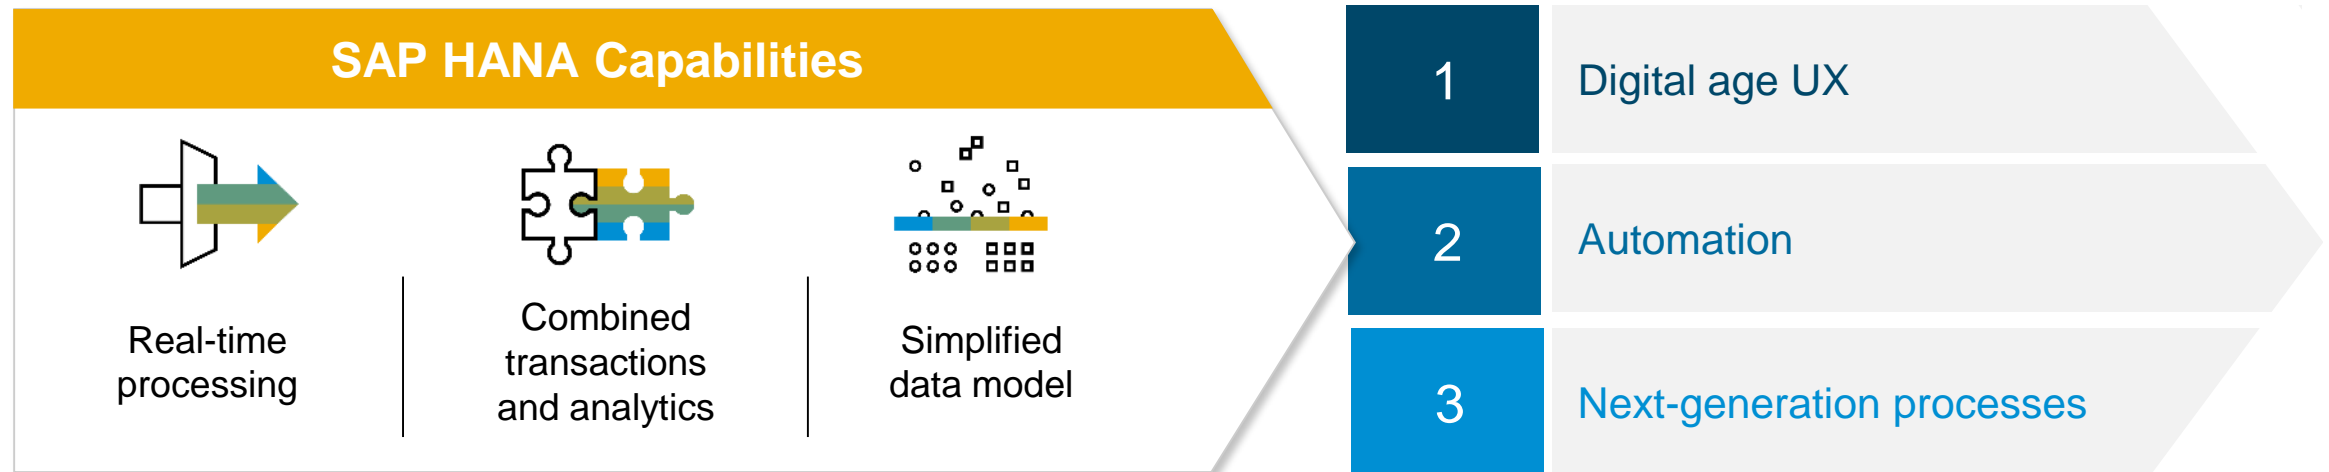 SAP HANA Capabilities
Real-time
processing
Combined
transactions
and analytics
Simplified
data model
1
Digital age UX
2
Automation
3
Next-generation processes